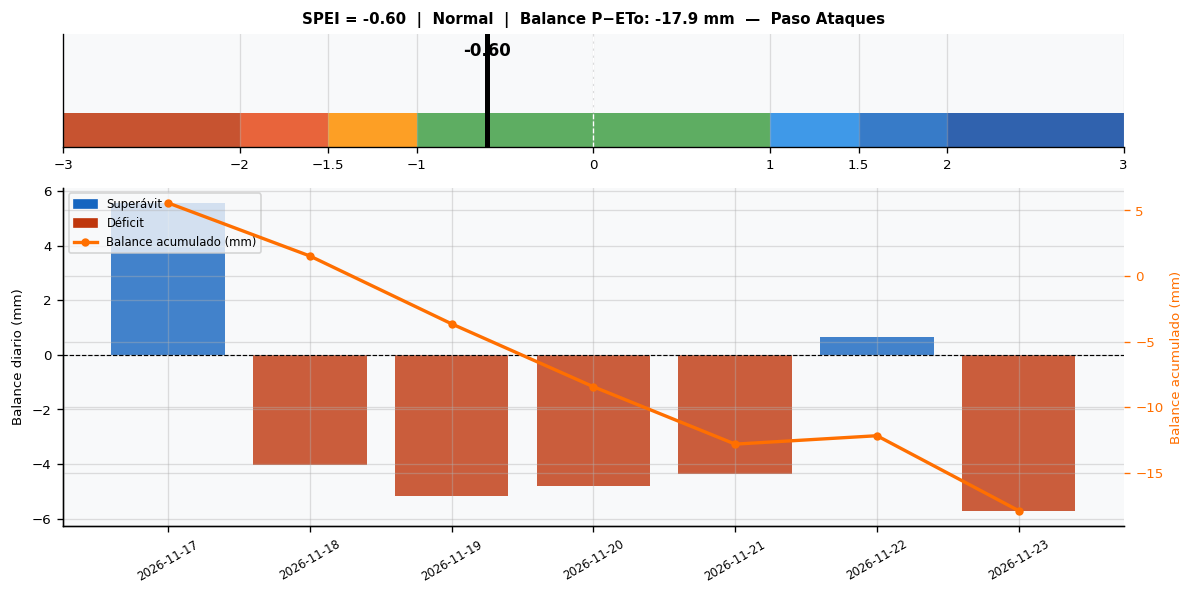 SPEI = -0.60  |  Normal  |  Balance P−ETo: -17.9 mm  —  Paso Ataques
-0.60
−3 −2 −1.5 −1 0 1 1.5 2 3
Superávit
Déficit
Balance acumulado (mm)
Balance diario (mm)
6
4
2
0
−2
−4
−6
5
0
−5
−10
−15
Balance acumulado (mm)
2026-11-17 2026-11-18 2026-11-19 2026-11-20 2026-11-21 2026-11-22 2026-11-23